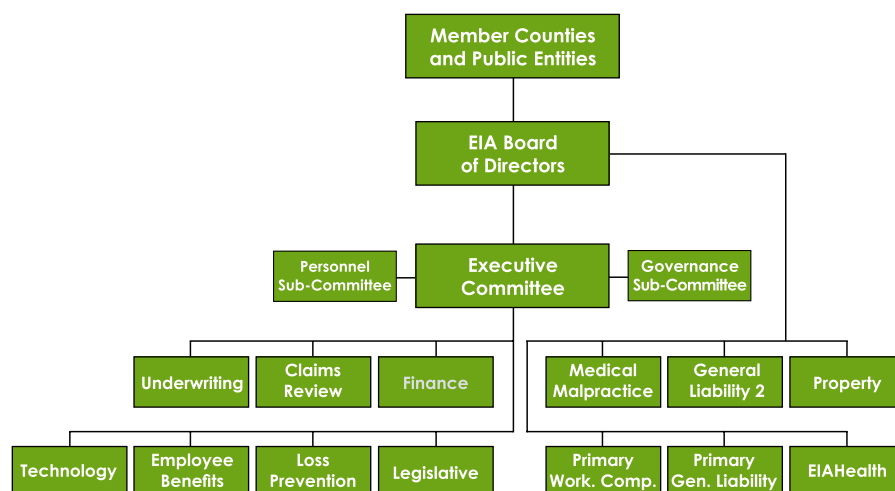 Member Counties
and Public Entities
EIA Board
of Directors
Personnel
Sub-Committee
Executive
Committee
Governance
Sub-Committee
Underwriting
Claims
Review
Finance
Medical
Malpractice
General
Liability 2
Property
Technology
Employee
Benefits
Loss
Prevention
Legislative
Primary
Work. Comp.
Primary
Gen. Liability
EIAHealth